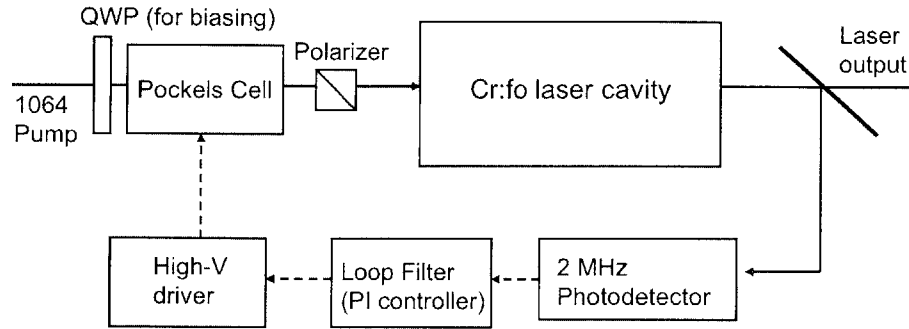 QWP (for biasing)
Polarizer
Laser
output
1064
Pump
Pockels Cell
Cr:fo laser cavity
High-V
driver
Loop Filter
(PI controller)
2 MHz
Photodetector